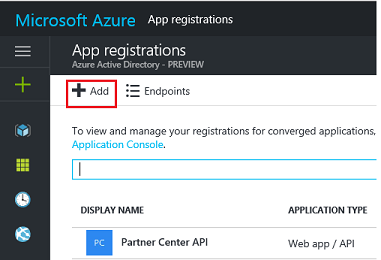 Microsoft Azure App registrations
App registrations
Azure Active Directory - PREVIEW
Add Endpoints
To view and manage your registrations for converged applications,
Application Console.
DISPLAY NAME APPLICATION TYPE
PC Partner Center API Web app / API